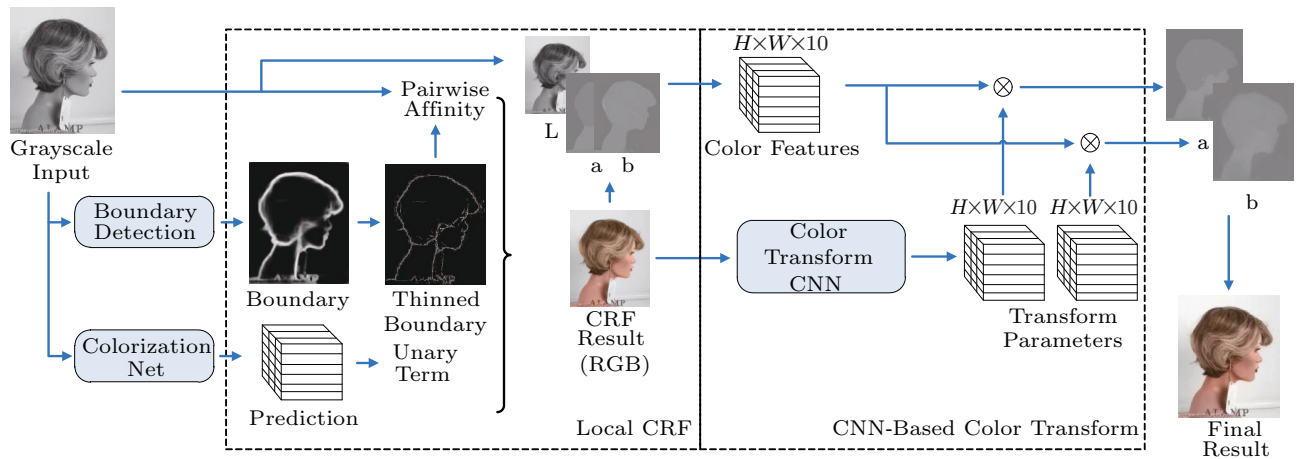 Grayscale
Input
Boundary
Detection
Colorization
Net
Boundary
Prediction
Pairwise
Affinity
Thinned
Boundary
Unary
Term
L
a b
CRF
Result
(RGB)
Local CRF
H×W×10
Color Features
Color
Transform
CNN
H×W×10 H×W×10
Transform
Parameters
CNN-Based Color Transform
a
b
Final
Result